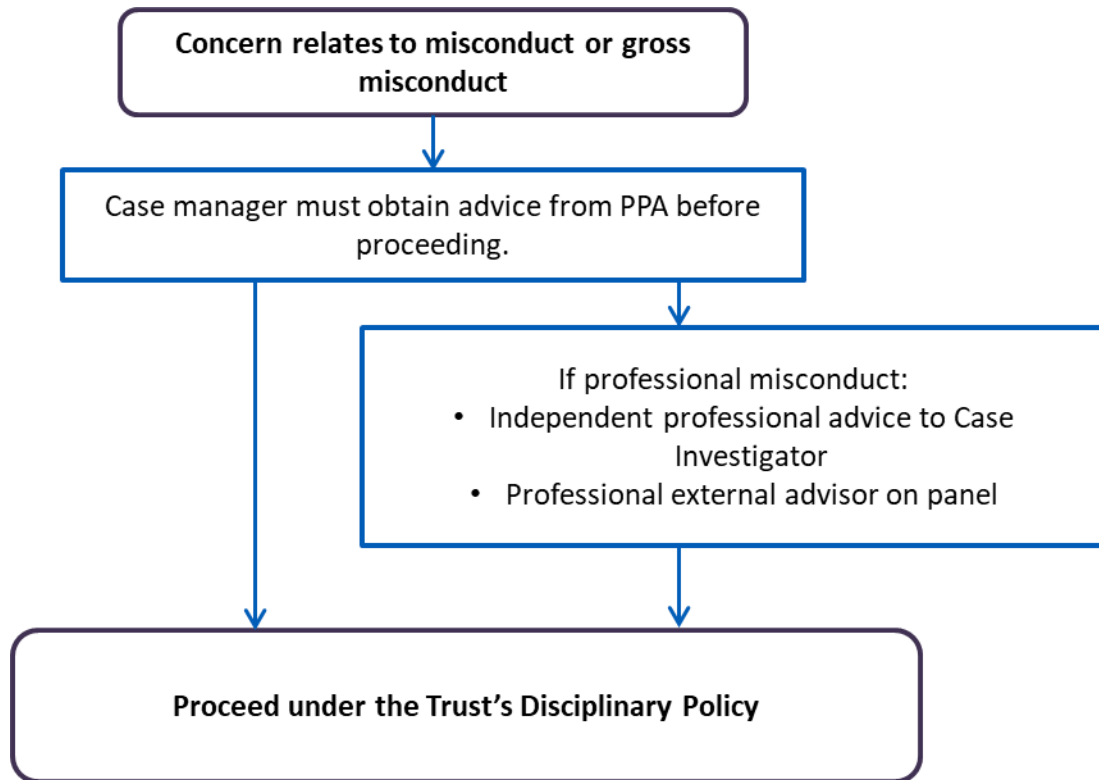 Concern relates to misconduct or gross
misconduct
Case manager must obtain advice from PPA before
proceeding.
If professional misconduct:
• Independent professional advice to Case
Investigator
• Professional external advisor on panel
Proceed under the Trust’s Disciplinary Policy